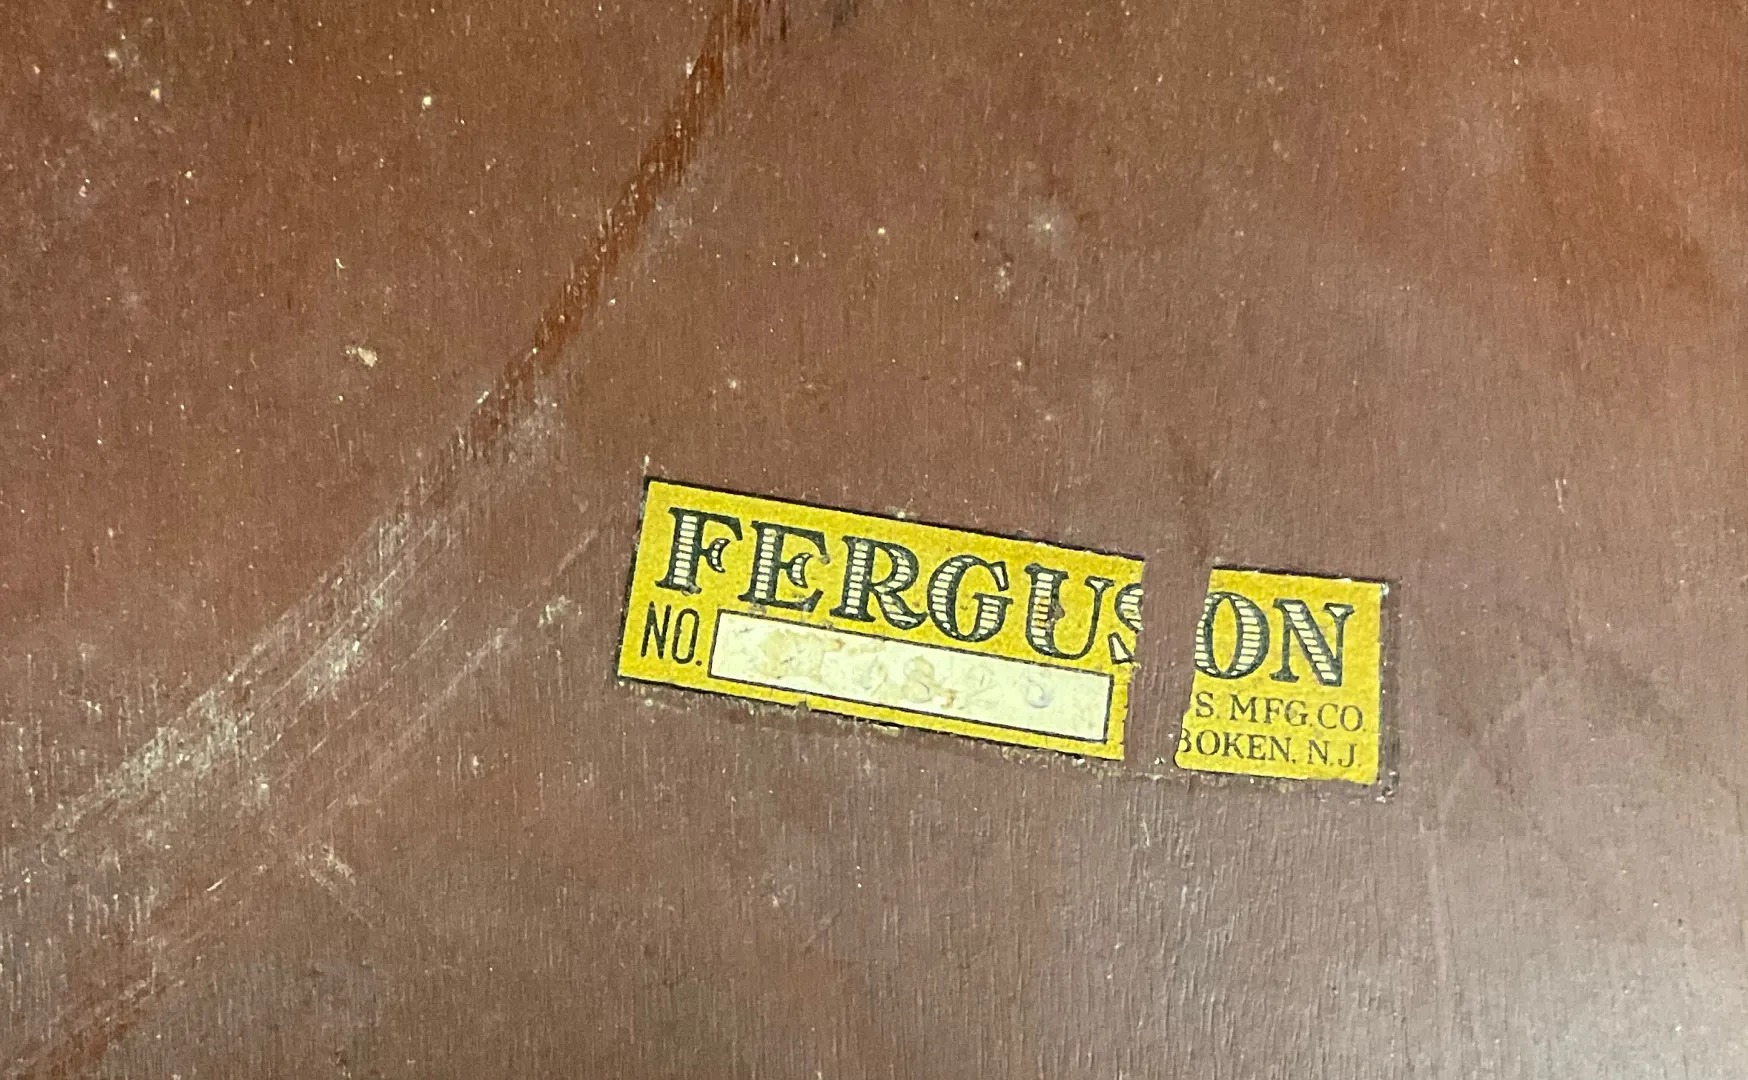 FERGUSON
NO.
S. MFG. CO.
BOKEN, N.J.